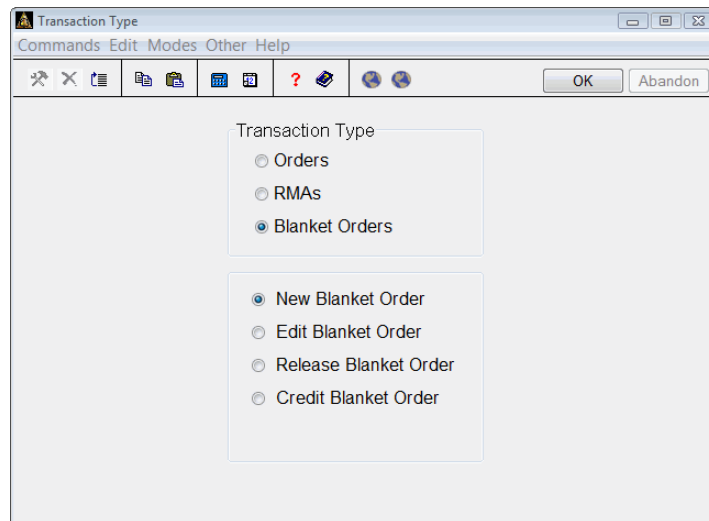 Transaction Type
Commands Edit Modes Other Help
OK Abandon
Transaction Type
Orders
RMAs
Blanket Orders
New Blanket Order
Edit Blanket Order
Release Blanket Order
Credit Blanket Order